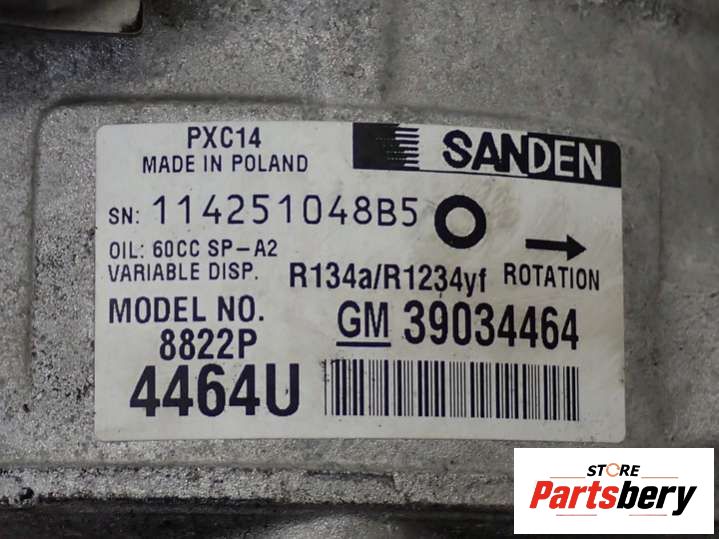 PXC14
MADE IN POLAND
SANDEN
SN: 114251048B5
OIL: 60CC SP-A2
VARIABLE DISP.
R134a/R1234yf
ROTATION
MODEL NO.
8822P
GM 39034464
4464U
STORE
Partsbery